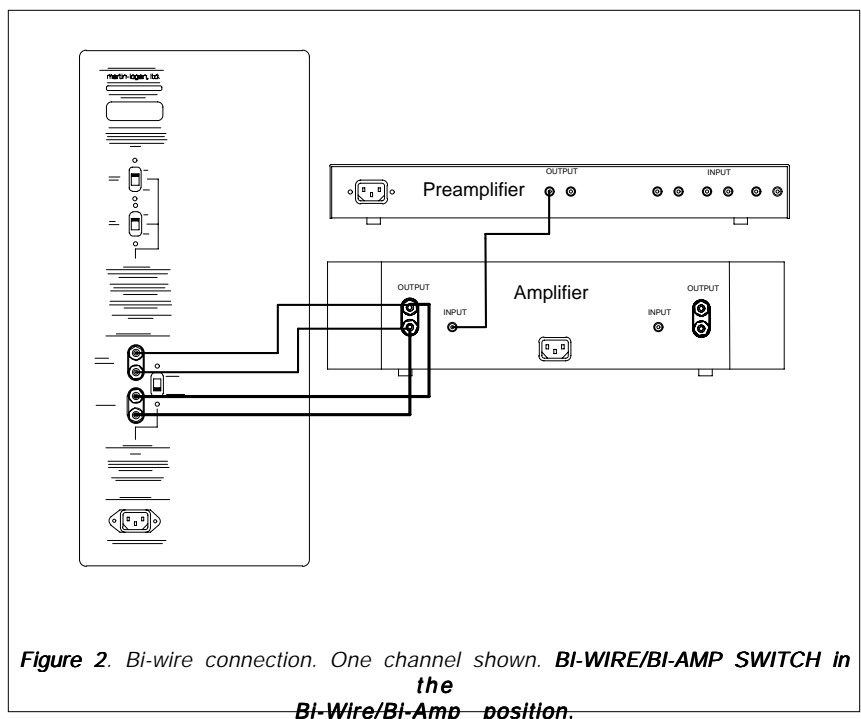 martin-logan, ltd.
OUTPUT
INPUT
Preamplifier
OUTPUT
INPUT
Amplifier
INPUT
OUTPUT
Figure 2. Bi-wire connection. One channel shown. BI-WIRE/BI-AMP SWITCH in
the
Bi-Wire/Bi-Amp position.